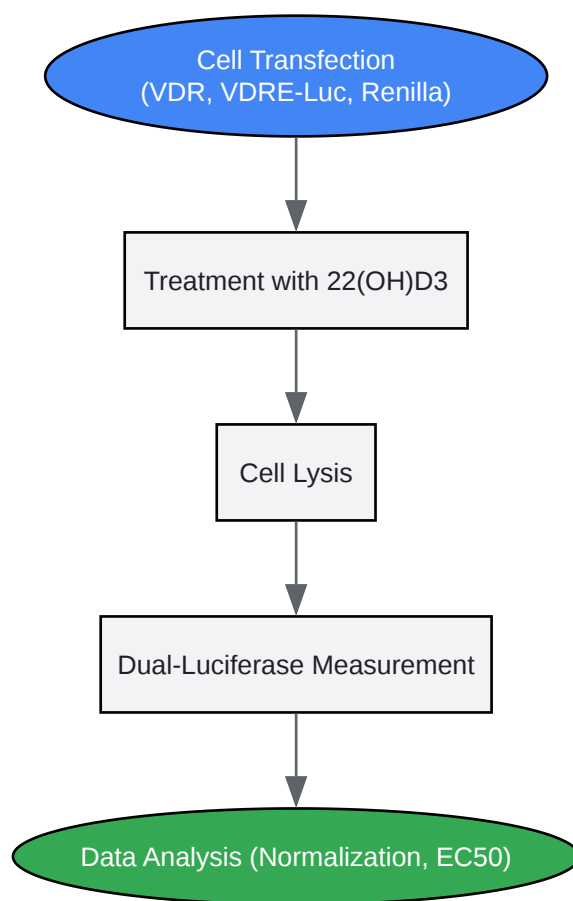 Cell Transfection
(VDR, VDRE-Luc, Renilla)
Treatment with 22(OH)D3
Cell Lysis
Dual-Luciferase Measurement
Data Analysis (Normalization, EC50)